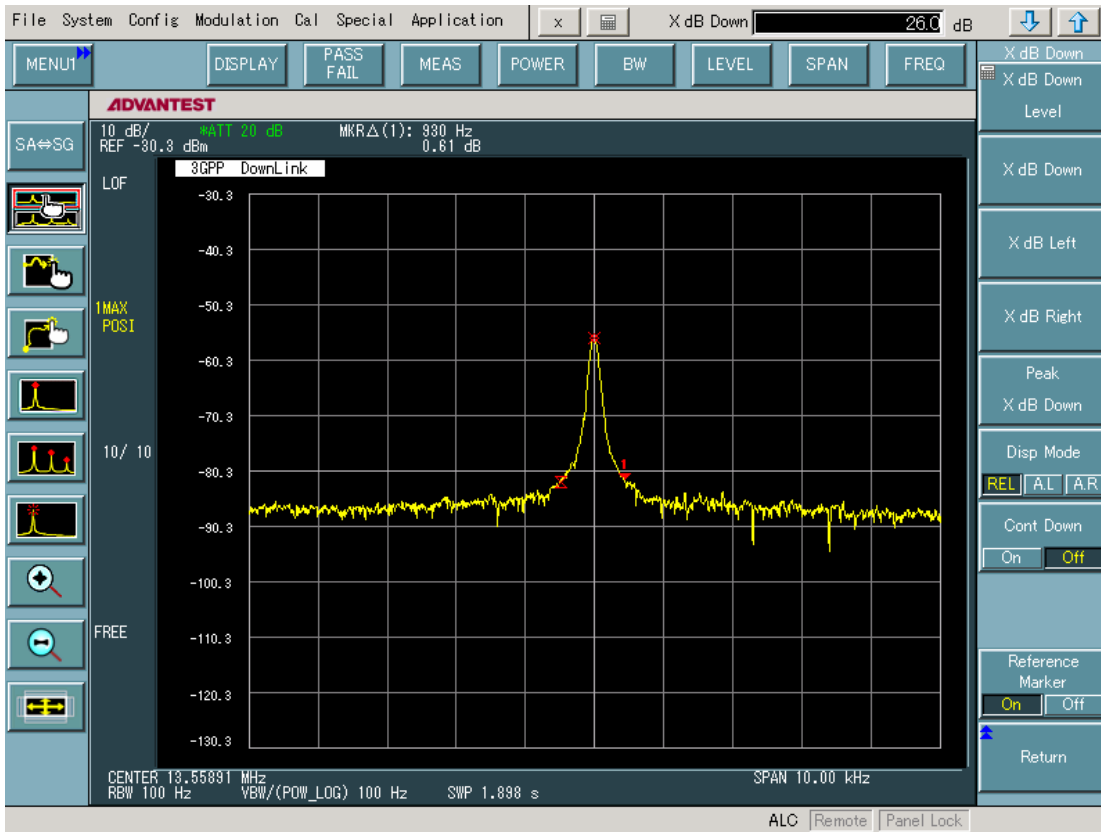 File System Config Modulation Cal Special Application x X dB Down 26.0 dB
MENU1 DISPLAY PASS FAIL MEAS POWER BW LEVEL SPAN FREQ
X dB Down
ADVANTEST
10 dB/ *ATT 20 dB MKRΔ(1): 930 Hz
REF -30.3 dBm 0.61 dB
3GPP DownLink
SA⇔SG
LOF
1MAX
POSI
10/ 10
FREE
-30.3
-40.3
-50.3
-60.3
-70.3
-80.3
-90.3
-100.3
-110.3
-120.3
-130.3
1
CENTER 13.55891 MHz SPAN 10.00 kHz
RBW 100 Hz VBW/(POW_LOG) 100 Hz SWP 1.898 s
X dB Down
Level
X dB Down
X dB Left
X dB Right
Peak
X dB Down
Disp Mode
REL A.L A.R
Cont Down
On Off
Reference
Marker
On Off
Return
ALC Remote Panel Lock